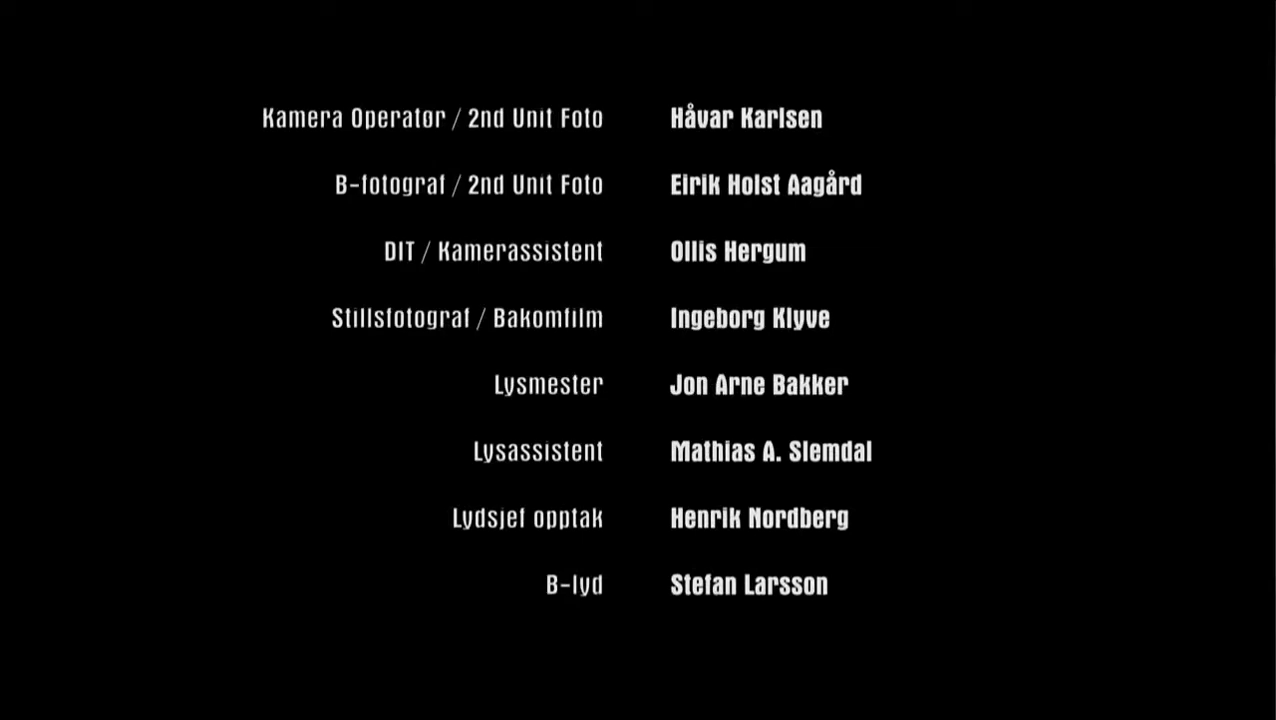 Kamera Operatør / 2nd Unit Foto Håvar Karlsen
B-fotograf / 2nd Unit Foto Eirik Holst Aagård
DIT / Kamerassistent Ollis Hergum
Stillsfotograf / Bakomfilm Ingeborg Klyve
Lysmester Jon Arne Bakker
Lysassistent Mathias A. Slemdal
Lydsjef opptak Henrik Nordberg
B-lyd Stefan Larsson